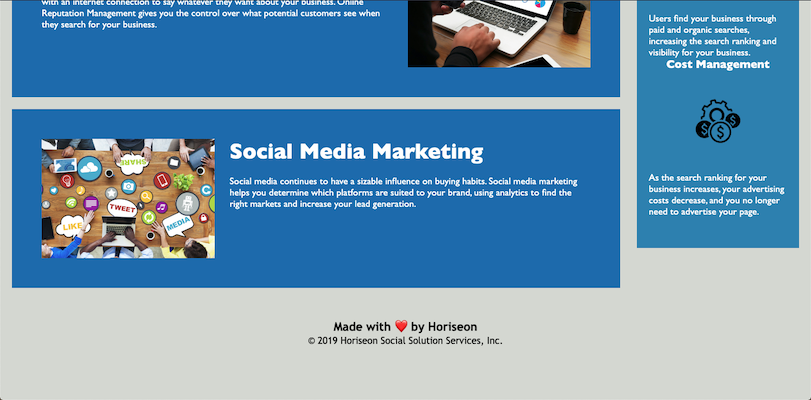 with an internet connection to say whatever they want about your business. Online
Reputation Management gives you the control over what potential customers see when
they search for your business.
Social Media Marketing
Social media continues to have a sizable influence on buying habits. Social media marketing
helps you determine which platforms are suited to your brand, using analytics to find the
right markets and increase your lead generation.
SHARE
TWEET
LIKE
MEDIA
Users find your business through
paid and organic searches,
increasing the search ranking and
visibility for your business.
Cost Management
As the search ranking for your
business increases, your advertising
costs decrease, and you no longer
need to advertise your page.
Made with ❤️ by Horiseon
© 2019 Horiseon Social Solution Services, Inc.